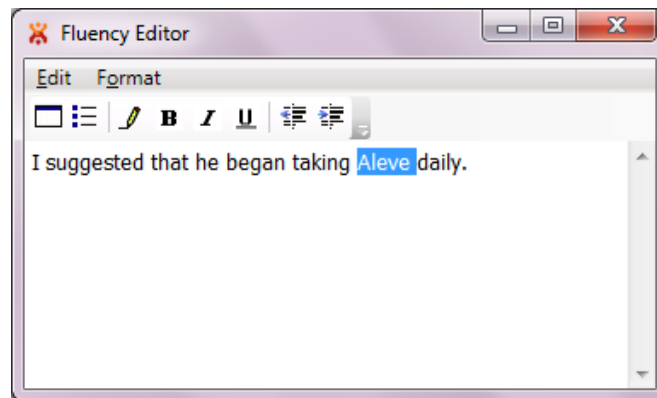 Fluency Editor
Edit Format
B I U
I suggested that he began taking Aleve daily.